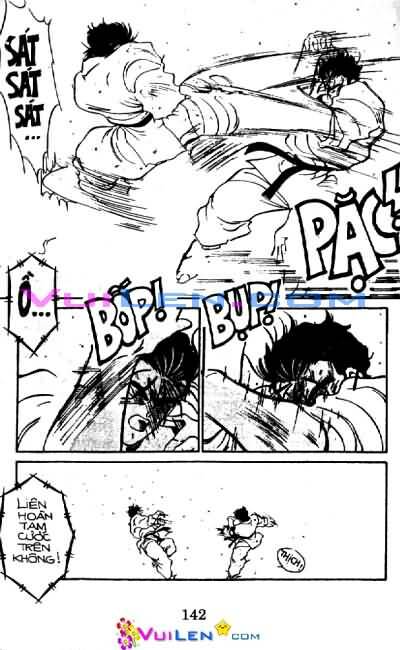 SÁT
SÁT
SÁT
...
PẶC!
Ồ...
VUILEN.COM
BỐP!
BỤP!
LIÊN
HOÀN
TAM
CƯỚC
TRÊN
KHÔNG!
THỊCH!
142
VUILEN.COM